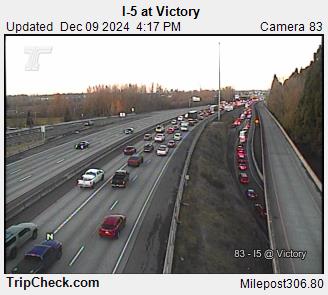 I-5 at Victory
Updated Dec 09 2024 4:17 PM Camera 83
N
83 - I5 @ Victory
TripCheck.com Milepost306.80